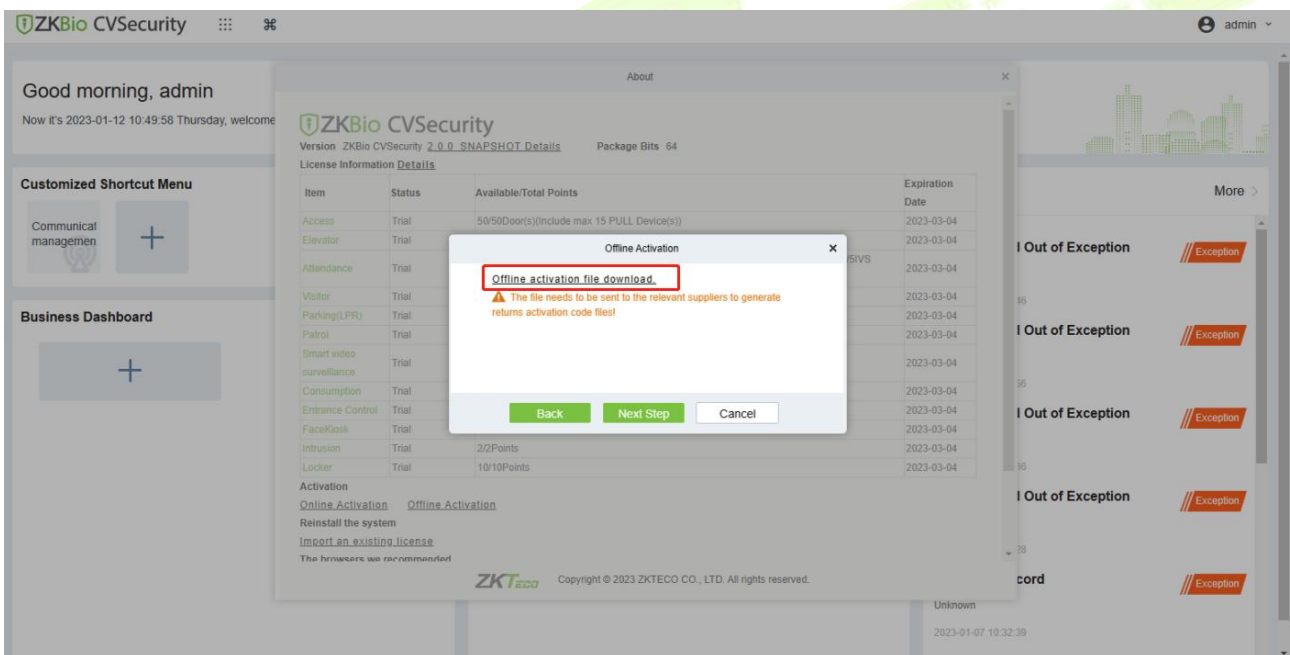 ZKBio CVSecurity
admin
About
Good morning, admin
Now it's 2023-01-12 10:49:58 Thursday, welcome
ZKBio CVSecurity
Version ZKBio CVSecurity 2.0.0_SNAPSHOT Details Package Bits 64
License Information Details
Item Status Available/Total Points Expiration Date
Access Trial 50/50Door(s)(Include max 15 PULL Device(s)) 2023-03-04
Elevator Trial 2023-03-04
Attendance Trial /5IVS 2023-03-04
Visitor Trial 2023-03-04
Parking(LPR) Trial 2023-03-04
Patrol Trial 2023-03-04
Smart video surveillance Trial 2023-03-04
Consumption Trial 2023-03-04
Entrance Control Trial 2023-03-04
FaceKiosk Trial 2023-03-04
Intrusion Trial 2/2Points 2023-03-04
Locker Trial 10/10Points 2023-03-04
Activation
Online Activation Offline Activation
Reinstall the system
Import an existing license
The browsers we recommended
ZKTeco Copyright © 2023 ZKTECO CO., LTD. All rights reserved.
Offline Activation
Offline activation file download.
The file needs to be sent to the relevant suppliers to generate
returns activation code files!
Back Next Step Cancel
Customized Shortcut Menu
Communicat
managemen
Business Dashboard
More
l Out of Exception
Exception
l Out of Exception
Exception
l Out of Exception
Exception
l Out of Exception
Exception
cord
Exception
Unknown
2023-01-07 10:32:39